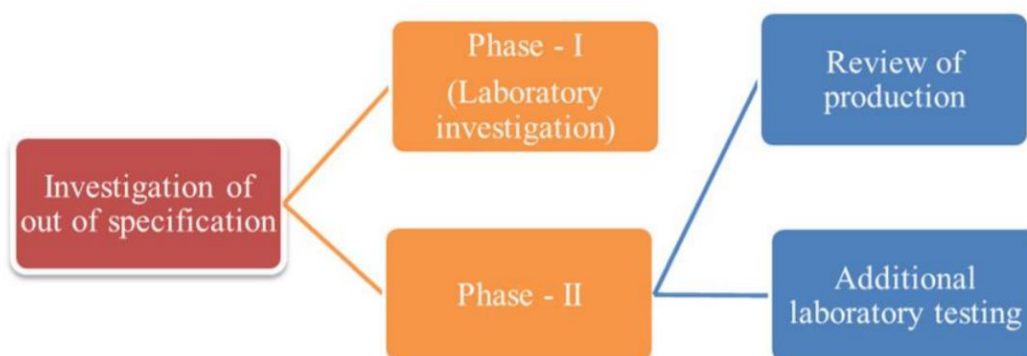 Phase - I
(Laboratory
investigation)
Review of
production
Investigation of
out of specification
Phase - II
Additional
laboratory testing